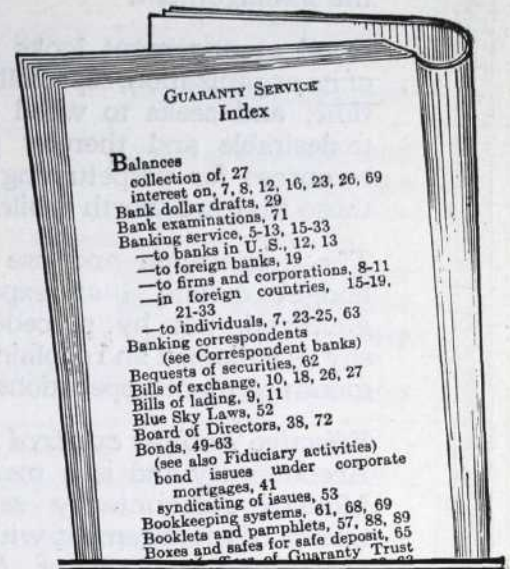 GUARANTY SERVICE
Index
Balances
collection of, 27
interest on, 7, 8, 12, 16, 23, 26, 69
Bank dollar drafts, 29
Bank examinations, 71
Banking service, 5-13, 15-33
—to banks in U. S., 12, 13
—to foreign banks, 19
—to firms and corporations, 8-11
—in foreign countries, 15-19,
21-33
—to individuals, 7, 23-25, 63
Banking correspondents
(see Correspondent banks)
Bequests of securities, 62
Bills of exchange, 10, 18, 26, 27
Bills of lading, 9, 11
Blue Sky Laws, 52
Board of Directors, 38, 72
Bonds, 49-63
(see also Fiduciary activities)
bond issues under corporate
mortgages, 41
syndicating of issues, 53
Bookkeeping systems, 61, 68, 69
Booklets and pamphlets, 57, 88, 89
Boxes and safes for safe deposit, 65
of Guaranty Trust